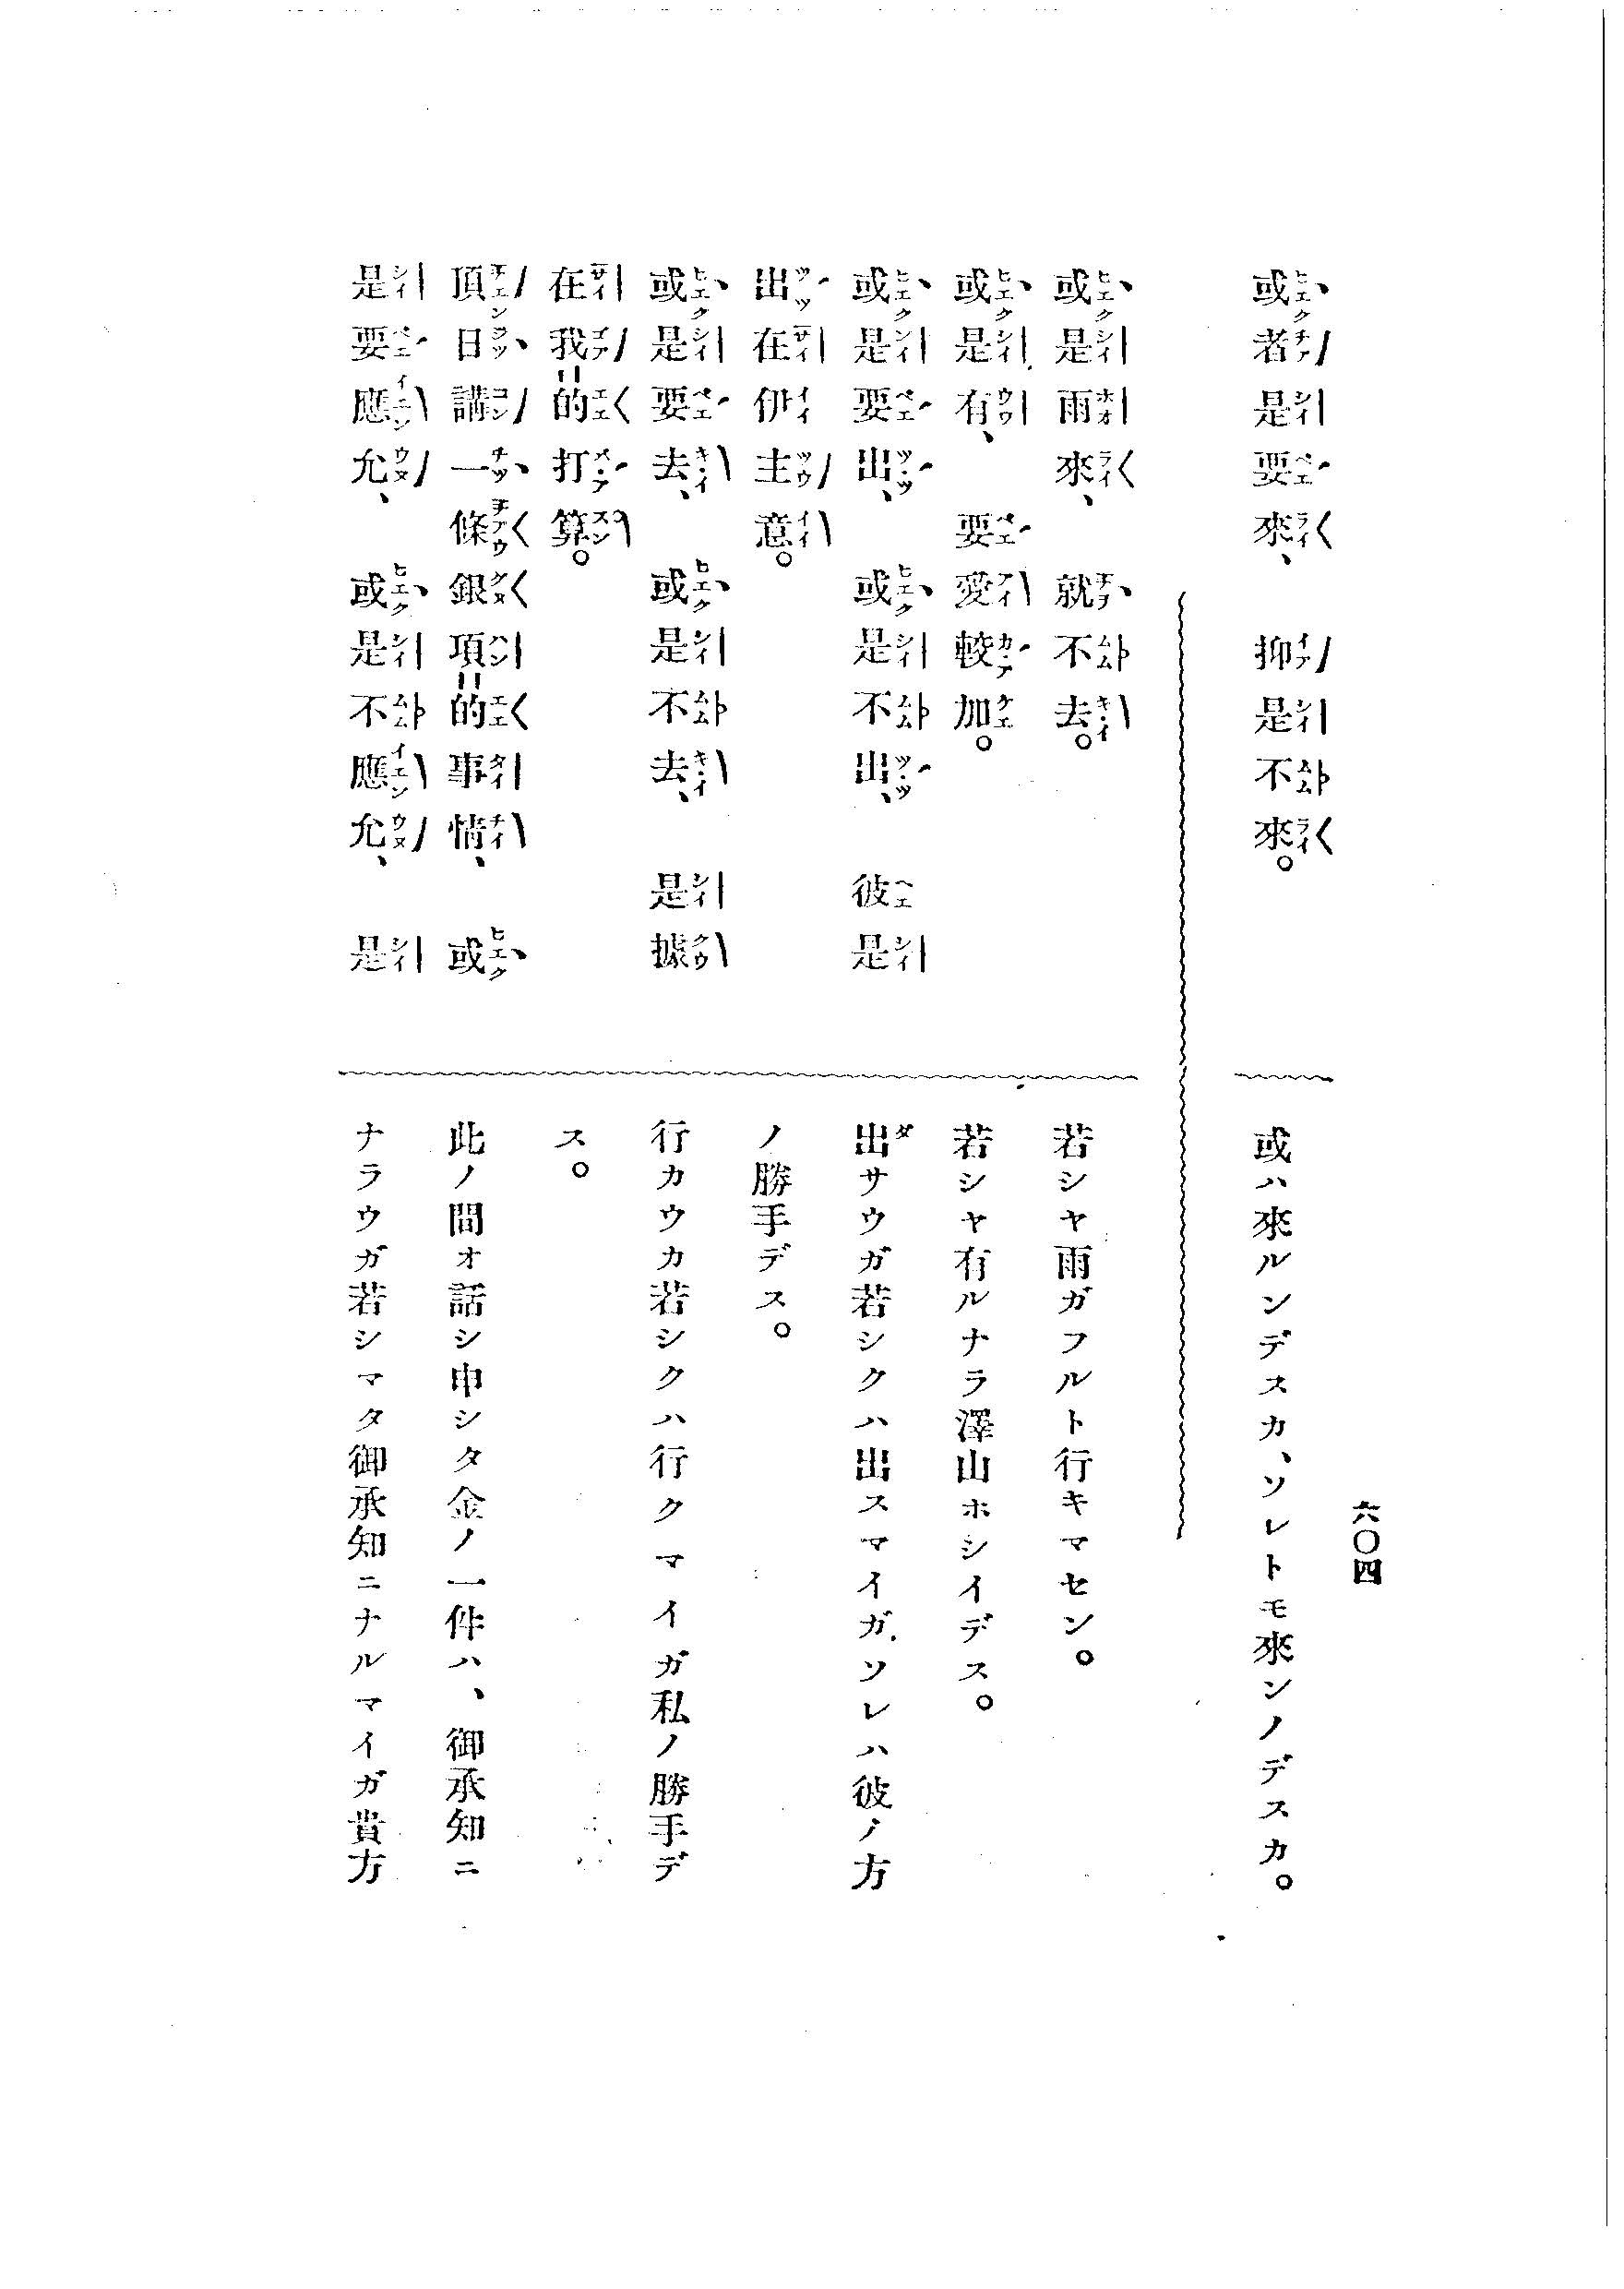 六〇四
或者是要來、抑是不來。
或ハ來ルンデスカ、ソレトモ來ンノデスカ。
或是雨來、就不去。
若シヤ雨ガフルト行キマセン。
或是有、要愛較加。
若シヤ有ルナラ澤山ホシイデス。
或是要出、或是不出、彼是
出在伊主意。
出サウガ若シクハ出スマイガ、ソレハ彼ノ方
ノ勝手デス。
或是要去、或是不去、是據
在我的打算。
行カウカ若シクハ行クマイガ私ノ勝手デ
ス。
頂日講一條銀項的事情、或
是要應允、或是不應允、是
此ノ間オ話シ申シタ金ノ一件ハ、御承知ニ
ナラウガ若シマタ御承知ニナルマイガ貴方